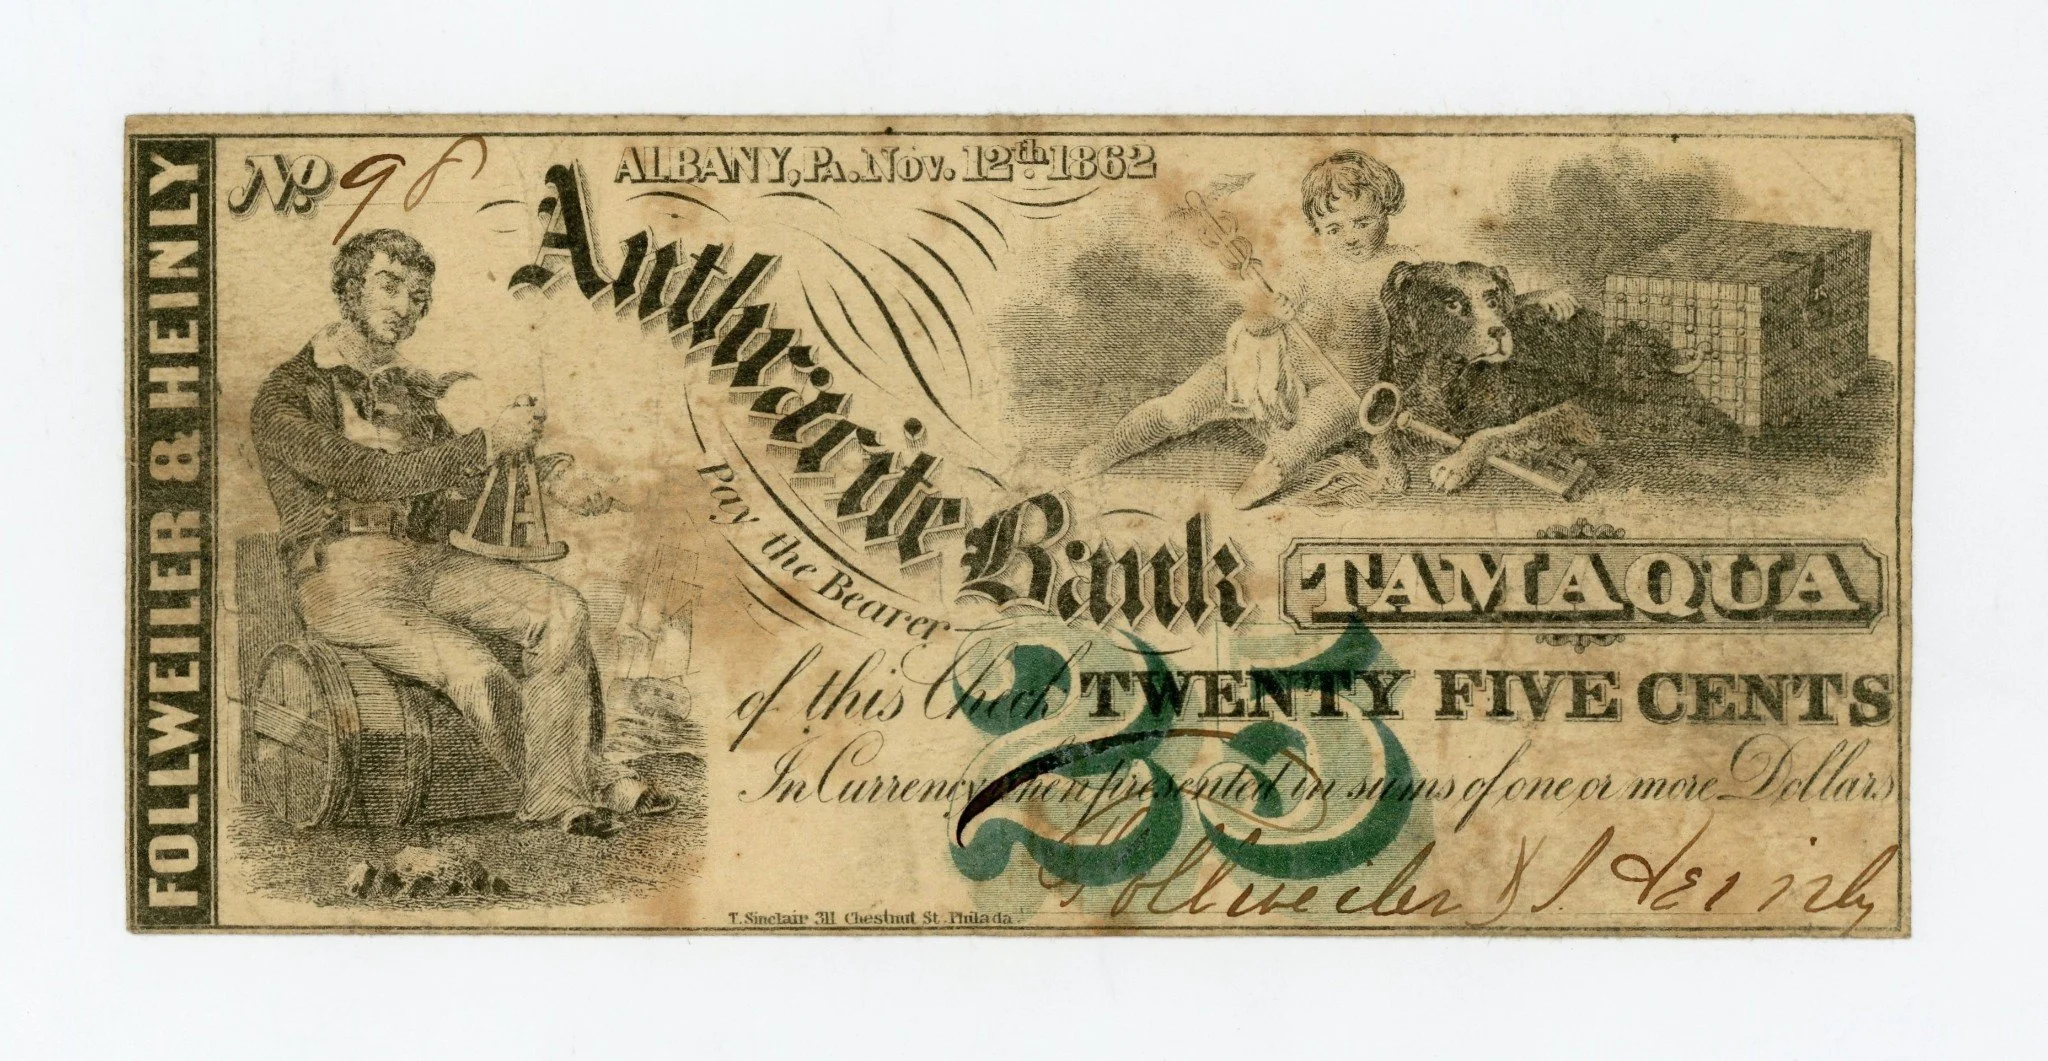 FOLLWEILER & HEINLY
No. 98
ALBANY, PA. Nov. 12th. 1862
Anthracite Bank
TAMAQUA
Pay the Bearer
of this Check TWENTY FIVE CENTS
25
In Currency when presented in sums of one or more Dollars
Follweiler & Heinly
T. Sinclair 311 Chestnut St. Philada.